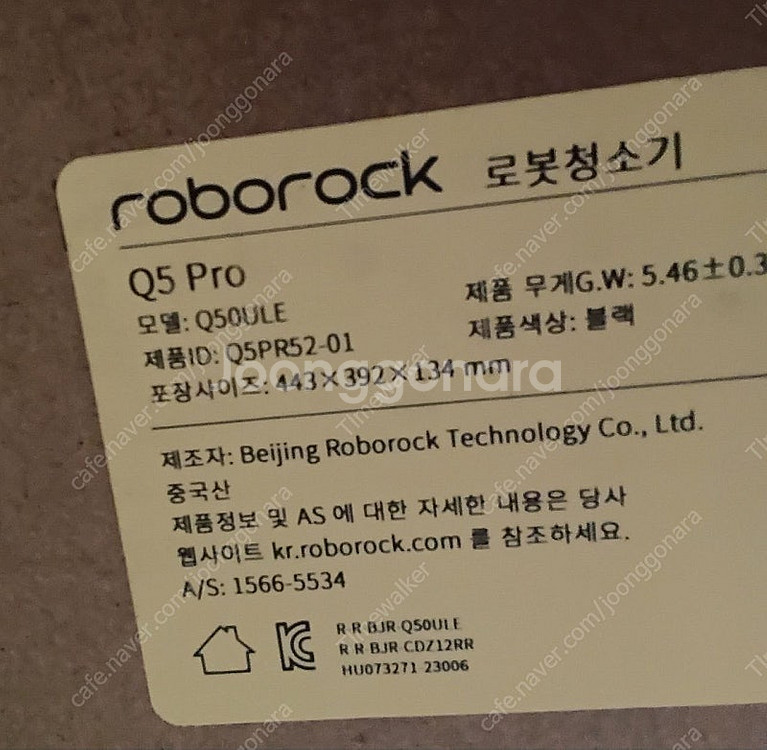 roborock 로봇청소기
Q5 Pro
모델: Q50ULE
제품 무게G.W: 5.46±0.3
제품ID: Q5PR52-01
제품색상: 블랙
포장사이즈: 443×392×134 mm
joonggonara
제조자: Beijing Roborock Technology Co., Ltd.
중국산
제품정보 및 AS 에 대한 자세한 내용은 당사
웹사이트 kr.roborock.com 를 참조하세요.
A/S: 1566-5534
R-R-BJR-Q50ULE
R-R-BJR-CDZ12RR
HU073271-23006
cafe.naver.com/joonggonara
TImewalker